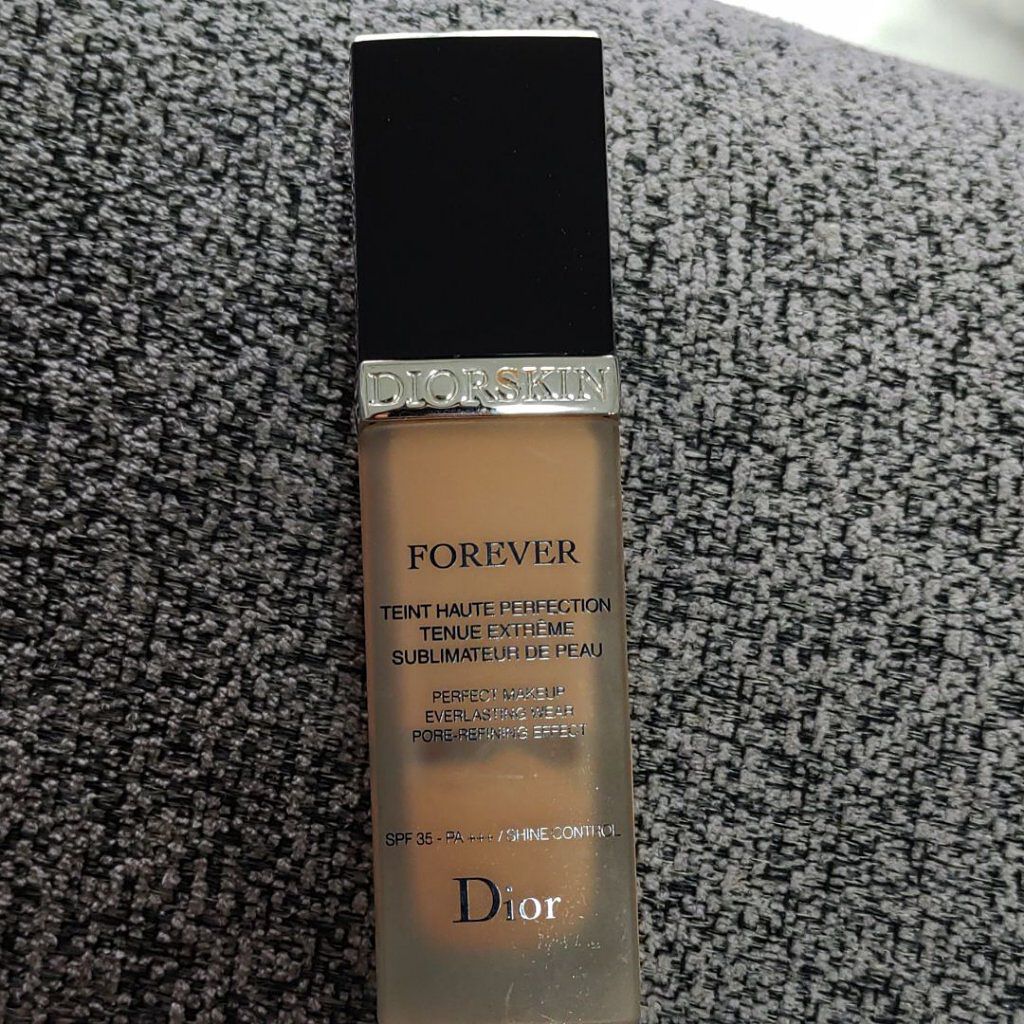 DIORSKIN
FOREVER
TEINT HAUTE PERFECTION
TENUE EXTRÊME
SUBLIMATEUR DE PEAU
PERFECT MAKEUP
EVERLASTING WEAR
PORE-REFINING EFFECT
SPF 35 - PA +++ / SHINE CONTROL
Dior